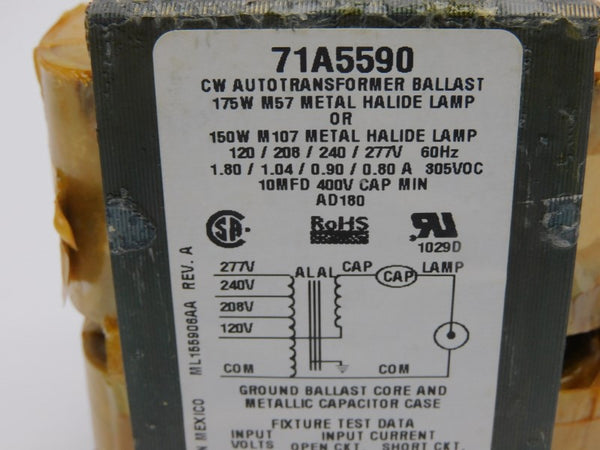 71A5590
CW AUTOTRANSFORMER BALLAST
175W M57 METAL HALIDE LAMP
OR
150W M107 METAL HALIDE LAMP
120 / 208 / 240 / 277V 60Hz
1.80 / 1.04 / 0.90 / 0.80 A 305VOC
10MFD 400V CAP MIN
AD180
RoHS
1029D
277V ALAL CAP CAP LAMP
240V
208V
120V
COM COM
GROUND BALLAST CORE AND
METALLIC CAPACITOR CASE
FIXTURE TEST DATA
INPUT INPUT CURRENT
VOLTS OPEN CKT. SHORT CKT.
MEXICO ML155906AA REV. A